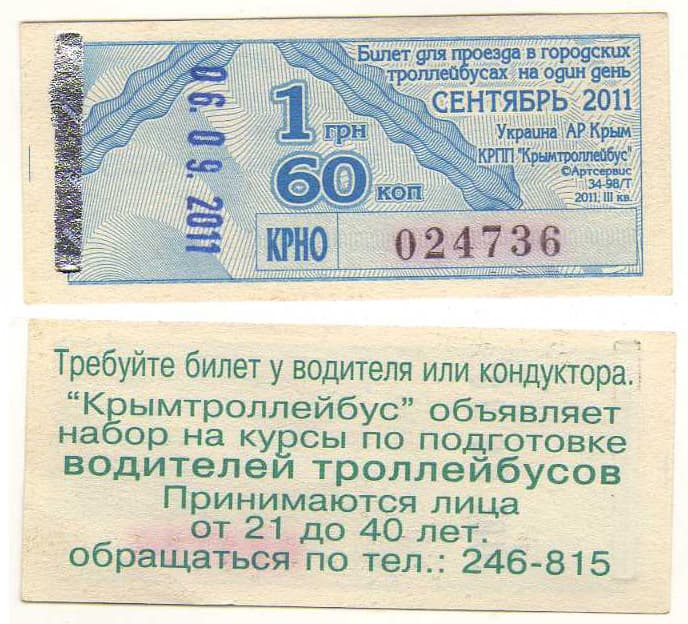 Билет для проезда в городских
троллейбусах на один день
СЕНТЯБРЬ 2011
1 грн
60 коп
Украина АР Крым
КРПП "Крымтроллейбус"
©Артсервис
34-98/Т
2011, III кв.
06.09.2011
КРНО 024736
Требуйте билет у водителя или кондуктора.
“Крымтроллейбус” объявляет
набор на курсы по подготовке
водителей троллейбусов
Принимаются лица
от 21 до 40 лет.
обращаться по тел.: 246-815